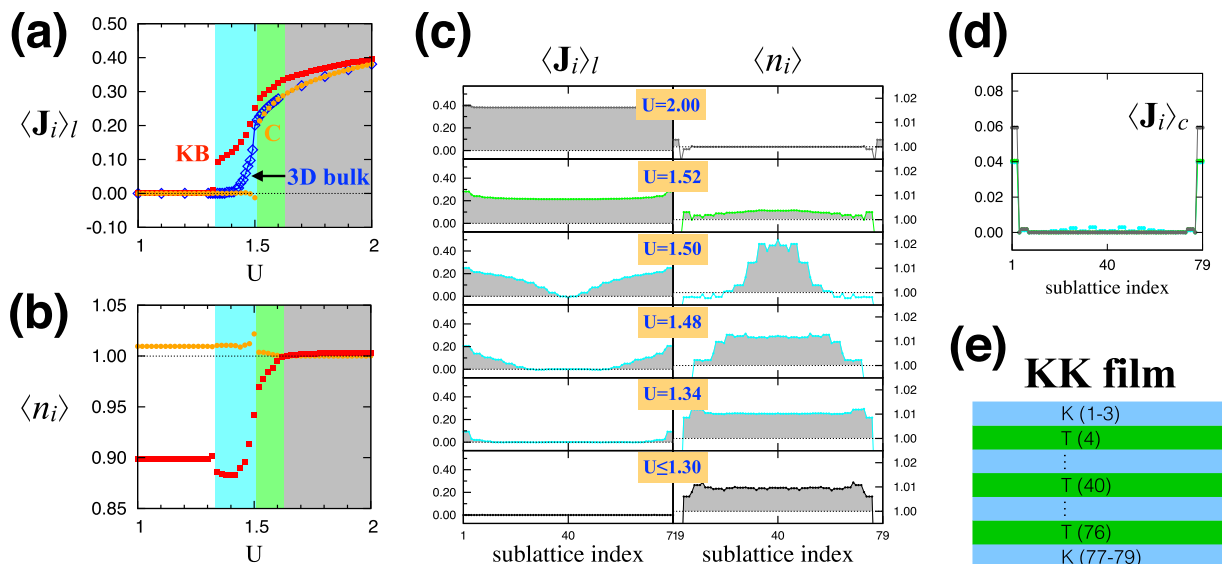 (a)
0.50
0.40
0.30
0.20
0.10
0.00
-0.10
⟨J_i⟩_l
KB
C
3D bulk
1
1.5
2
U
(b)
1.05
1.00
0.95
0.90
0.85
⟨n_i⟩
1
1.5
2
U
(c)
⟨J_i⟩_l
⟨n_i⟩
0.40
0.20
0.00
U=2.00
1.02
1.01
1.00
0.40
0.20
0.00
U=1.52
1.02
1.01
1.00
0.40
0.20
0.00
U=1.50
1.02
1.01
1.00
0.40
0.20
0.00
U=1.48
1.02
1.01
1.00
0.40
0.20
0.00
U=1.34
1.02
1.01
1.00
0.40
0.20
0.00
U≤1.30
1.02
1.01
1.00
1
40
79
1
40
79
sublattice index
sublattice index
(d)
⟨J_i⟩_c
0.08
0.06
0.04
0.02
0.00
1
40
79
sublattice index
(e)
KK film
K (1-3)
T (4)
⋮
T (40)
⋮
T (76)
K (77-79)